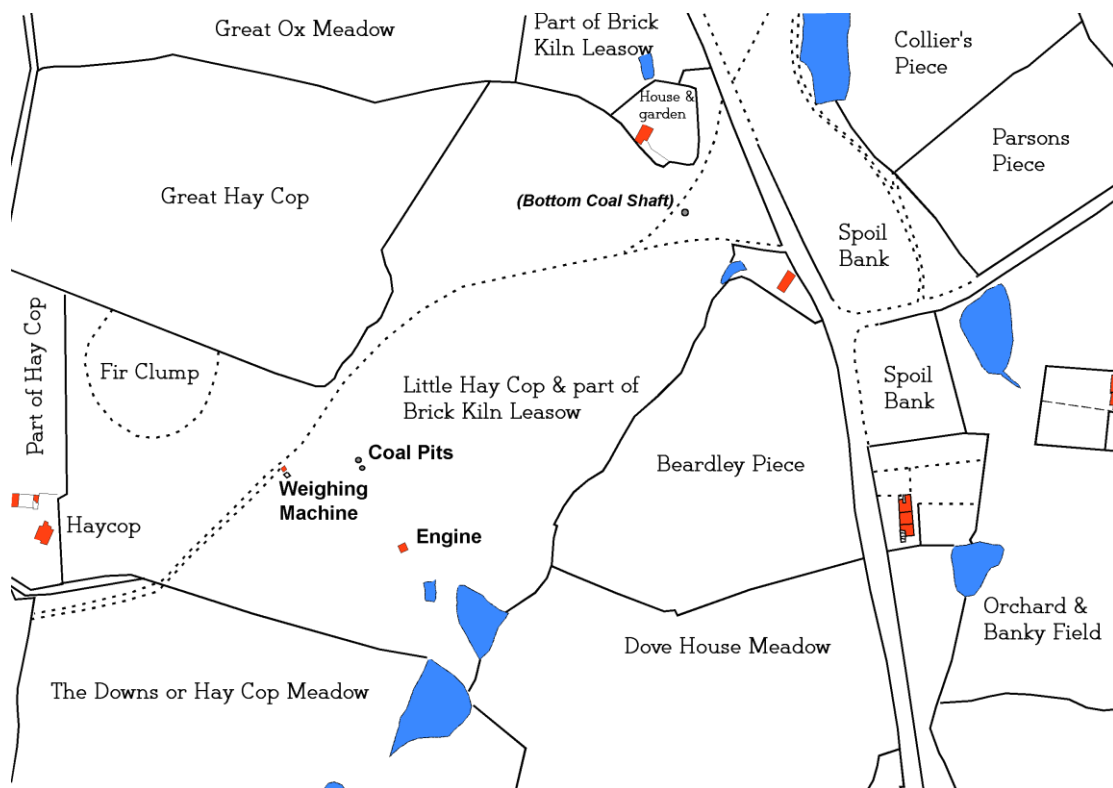 Great Ox Meadow
Part of Brick
Kiln Leasow
Collier's
Piece
House &
garden
Parsons
Piece
Great Hay Cop
(Bottom Coal Shaft)
Spoil
Bank
Part of Hay Cop
Fir Clump
Little Hay Cop & part of
Brick Kiln Leasow
Spoil
Bank
Coal Pits
Beardley Piece
Weighing
Machine
Haycop
Engine
Orchard &
Banky Field
Dove House Meadow
The Downs or Hay Cop Meadow